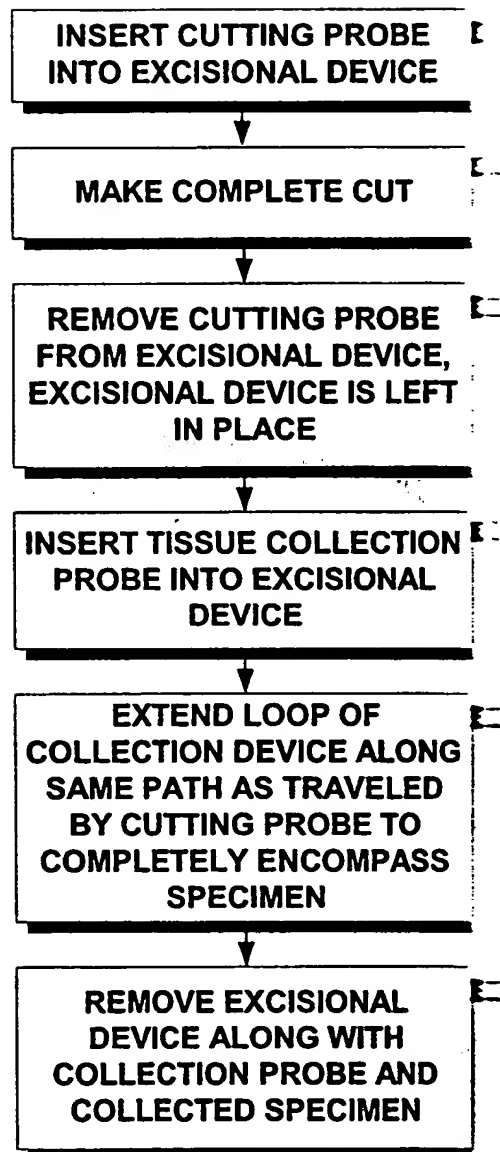 INSERT CUTTING PROBE
INTO EXCISIONAL DEVICE
MAKE COMPLETE CUT
REMOVE CUTTING PROBE
FROM EXCISIONAL DEVICE,
EXCISIONAL DEVICE IS LEFT
IN PLACE
INSERT TISSUE COLLECTION
PROBE INTO EXCISIONAL
DEVICE
EXTEND LOOP OF
COLLECTION DEVICE ALONG
SAME PATH AS TRAVELED
BY CUTTING PROBE TO
COMPLETELY ENCOMPASS
SPECIMEN
REMOVE EXCISIONAL
DEVICE ALONG WITH
COLLECTION PROBE AND
COLLECTED SPECIMEN